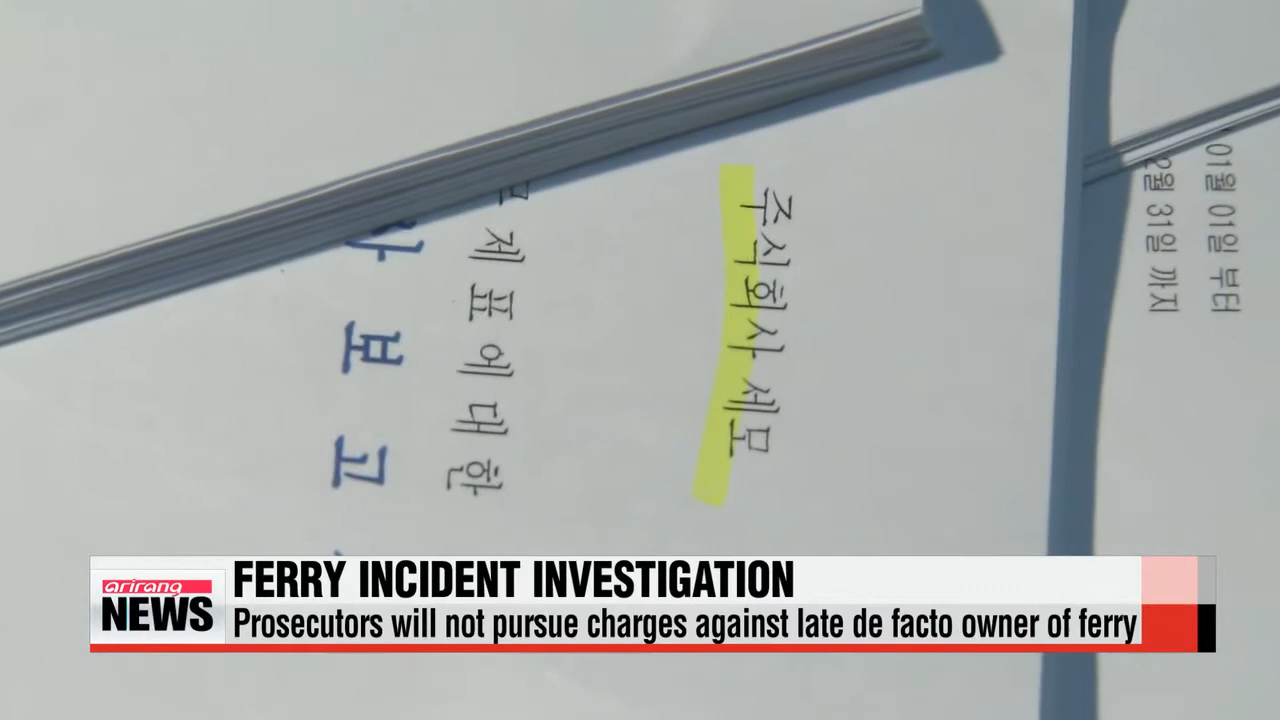 주식회사 세모
무제표에 대한
사 보 고
01월 01일 부터
2월 31일 까지
arirang
NEWS
FERRY INCIDENT INVESTIGATION
Prosecutors will not pursue charges against late de facto owner of ferry